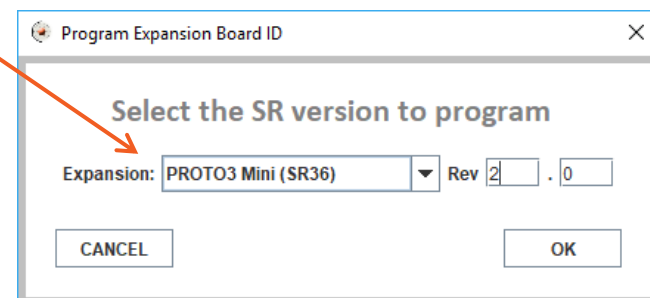 Program Expansion Board ID
Select the SR version to program
Expansion: PROTO3 Mini (SR36) Rev 2 . 0
CANCEL OK